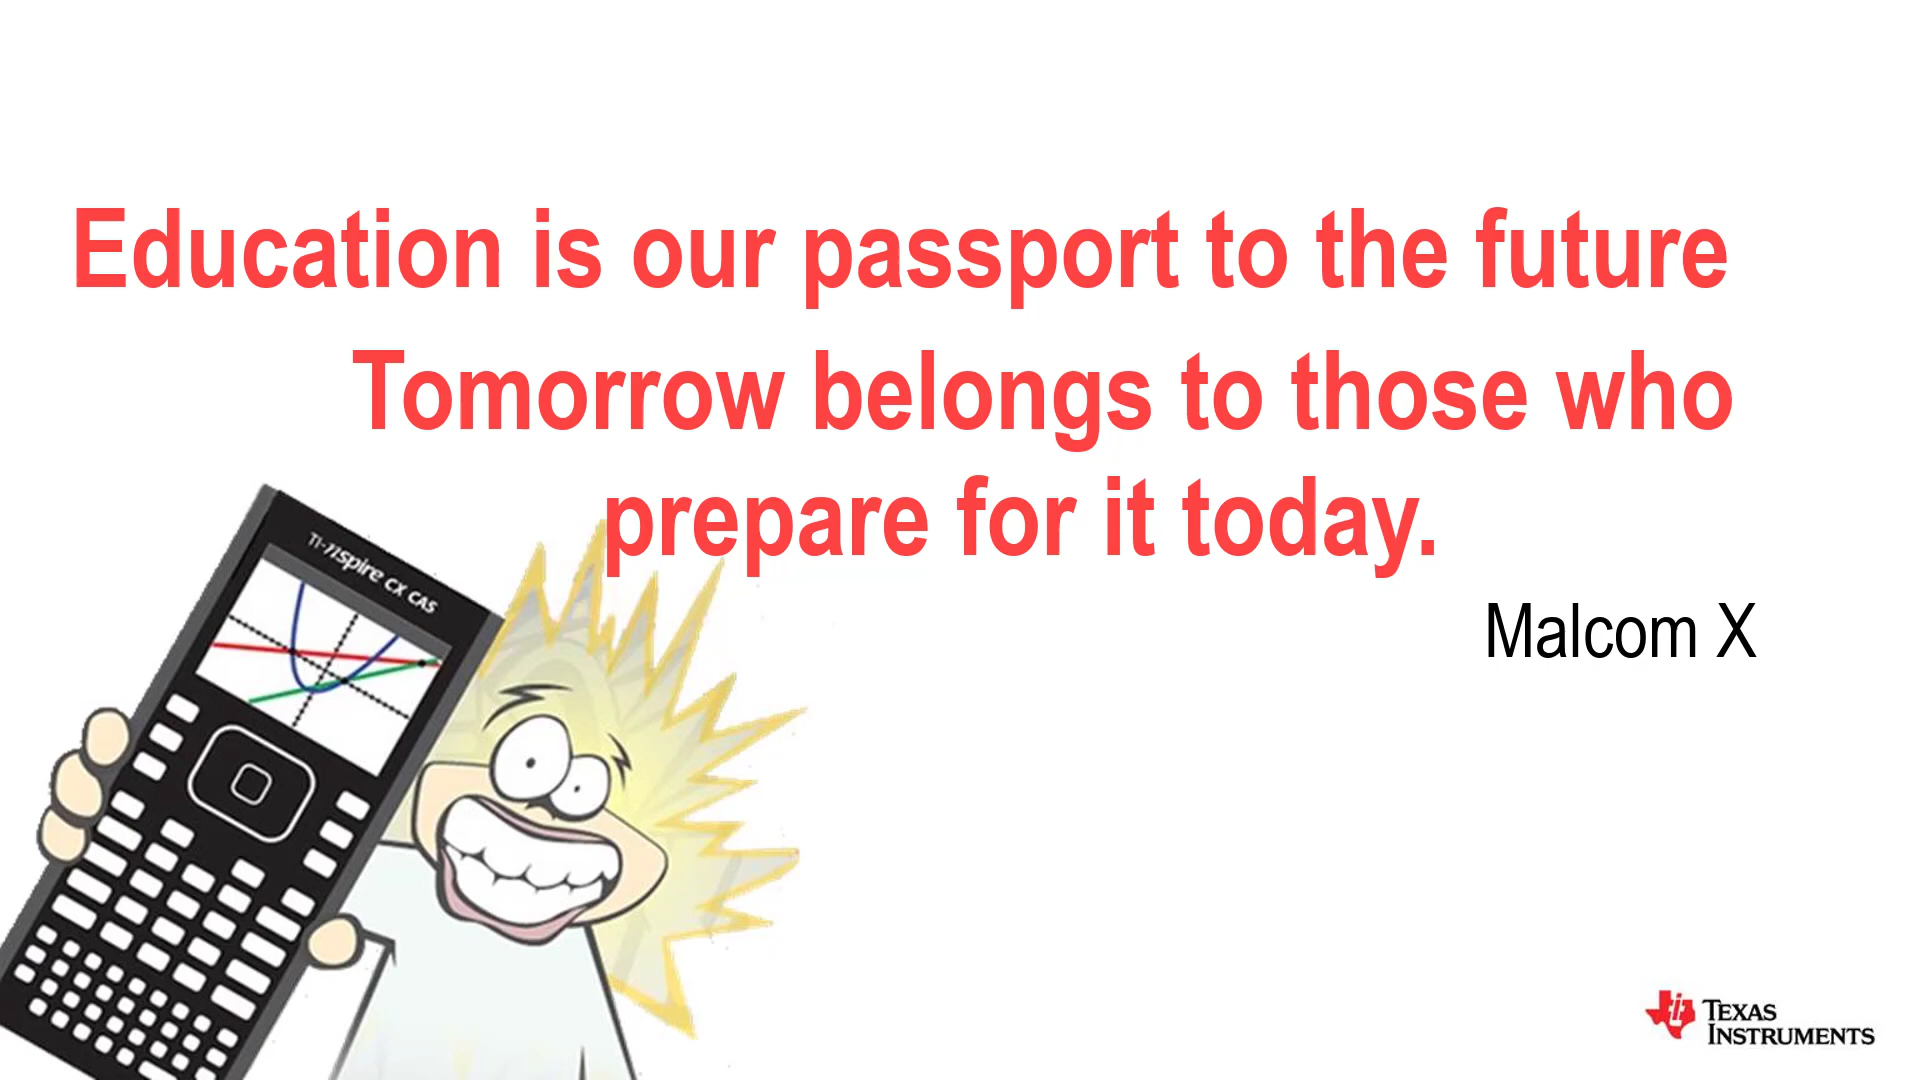 Education is our passport to the future
Tomorrow belongs to those who
prepare for it today.
TI-nspire CX CAS
Malcom X
TEXAS
INSTRUMENTS